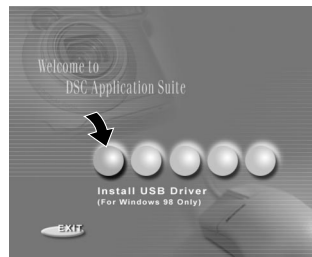 Welcome to
DSC Application Suite
Install USB Driver
(For Windows 98 Only)
EXIT